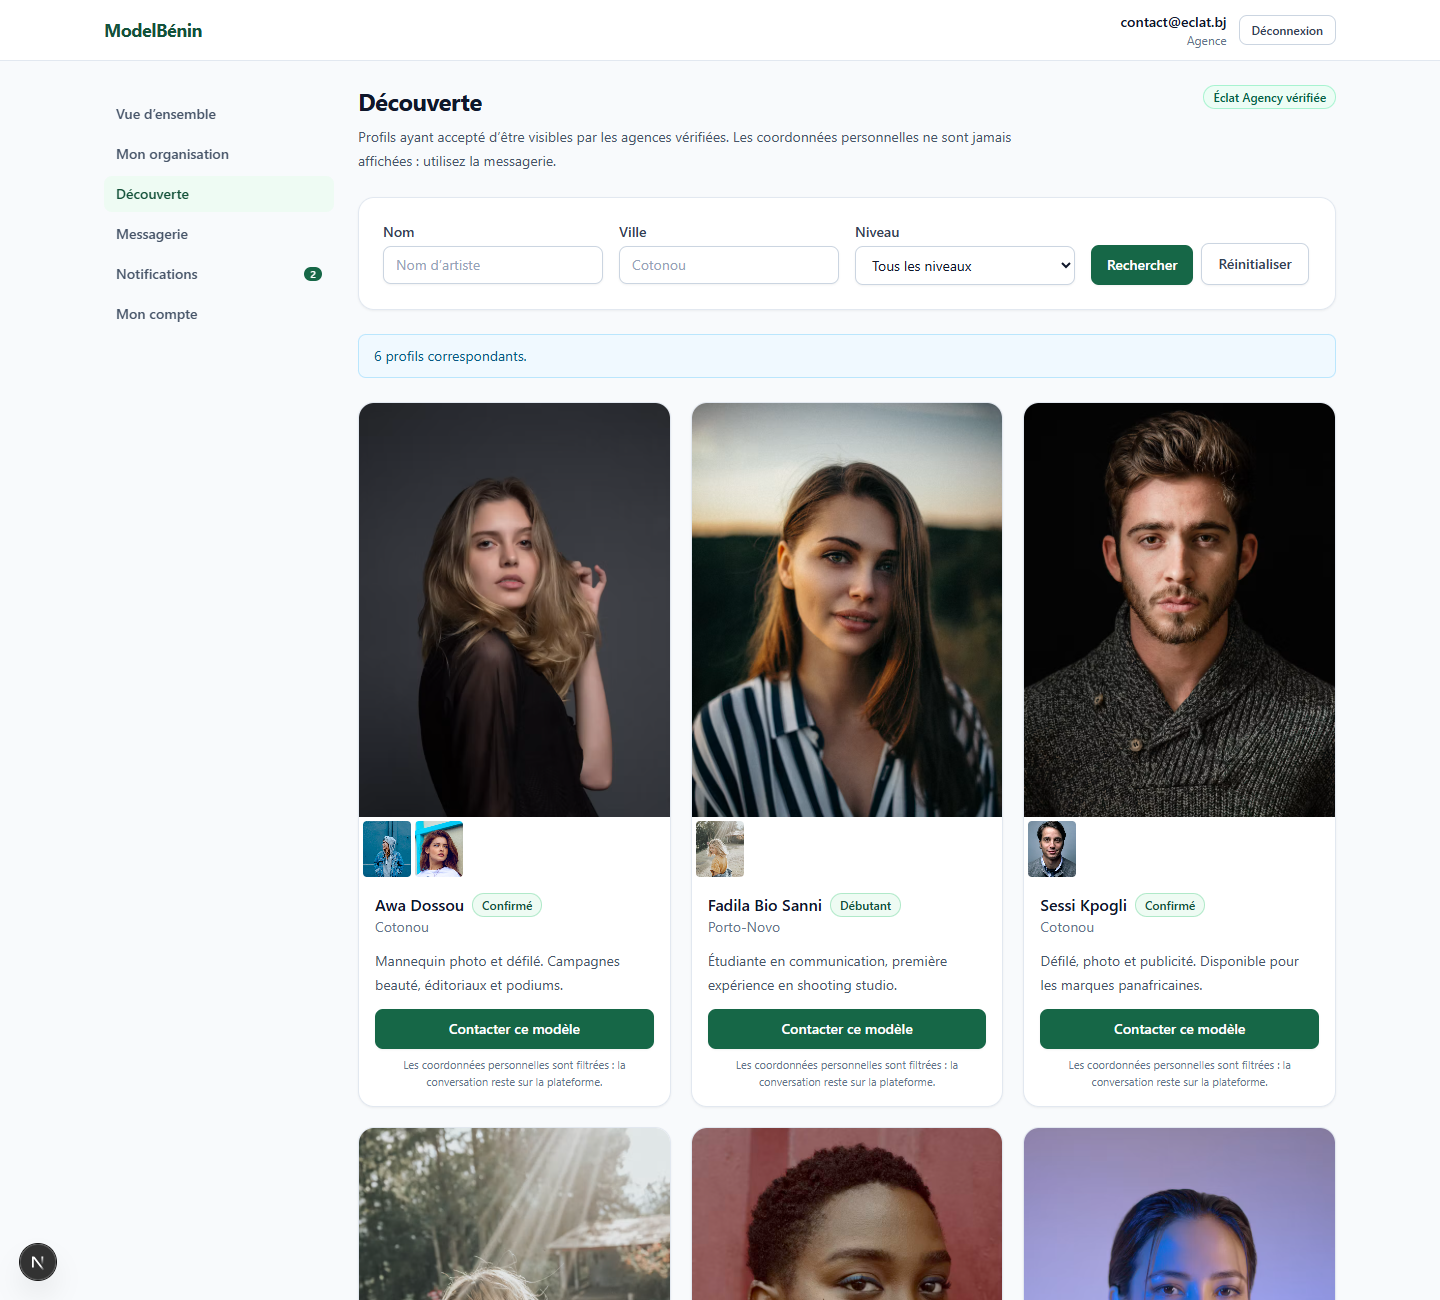 ModelBénin
contact@eclat.bj
Agence
Déconnexion
Vue d’ensemble
Mon organisation
Découverte
Messagerie
Notifications
2
Mon compte
Découverte
Éclat Agency vérifiée
Profils ayant accepté d’être visibles par les agences vérifiées. Les coordonnées personnelles ne sont jamais
affichées : utilisez la messagerie.
Nom
Nom d’artiste
Ville
Cotonou
Niveau
Tous les niveaux
Rechercher
Réinitialiser
6 profils correspondants.
Awa Dossou
Confirmé
Cotonou
Mannequin photo et défilé. Campagnes
beauté, éditoriaux et podiums.
Contacter ce modèle
Les coordonnées personnelles sont filtrées : la
conversation reste sur la plateforme.
Fadila Bio Sanni
Débutant
Porto-Novo
Étudiante en communication, première
expérience en shooting studio.
Contacter ce modèle
Les coordonnées personnelles sont filtrées : la
conversation reste sur la plateforme.
Sessi Kpogli
Confirmé
Cotonou
Défilé, photo et publicité. Disponible pour
les marques panafricaines.
Contacter ce modèle
Les coordonnées personnelles sont filtrées : la
conversation reste sur la plateforme.
N